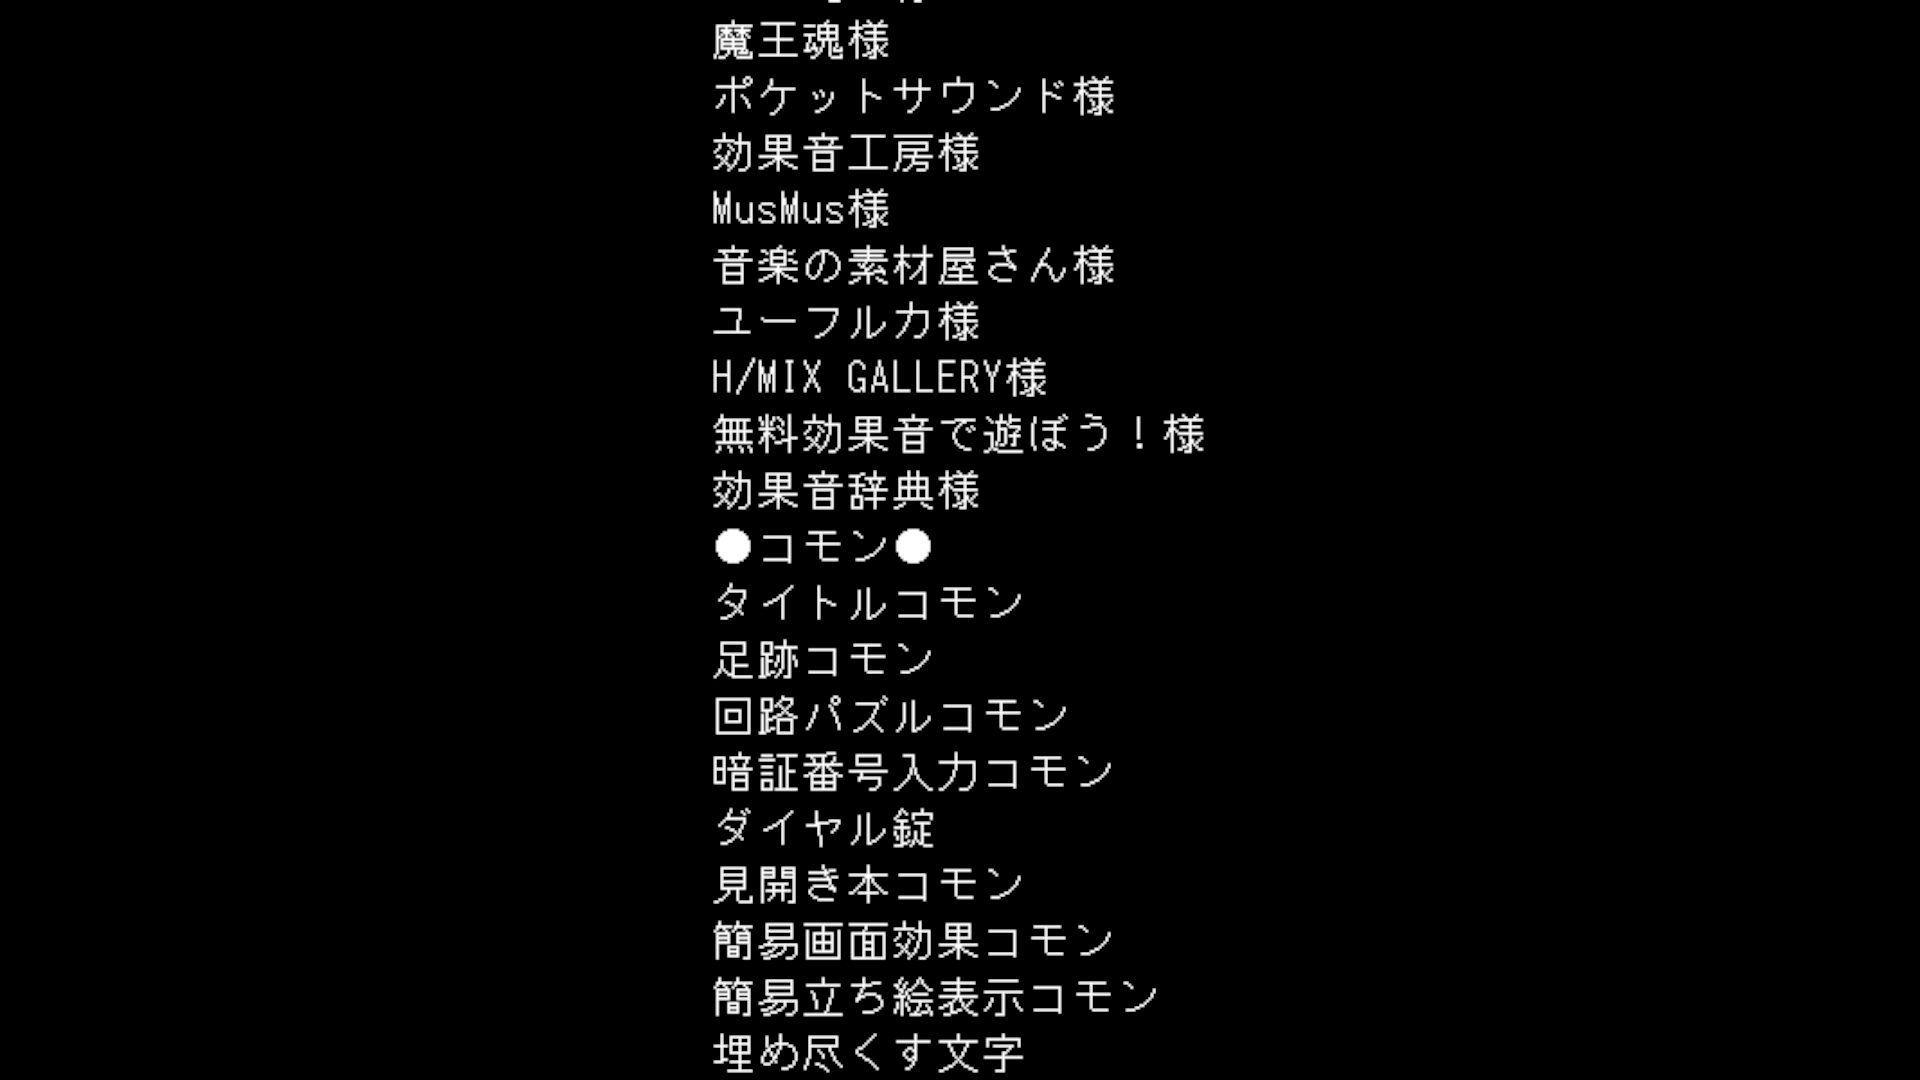 魔王魂様
ポケットサウンド様
効果音工房様
MusMus様
音楽の素材屋さん様
ユーフルカ様
H/MIX GALLERY様
無料効果音で遊ぼう！様
効果音辞典様
●コモン●
タイトルコモン
足跡コモン
回路パズルコモン
暗証番号入力コモン
ダイヤル錠
見開き本コモン
簡易画面効果コモン
簡易立ち絵表示コモン
埋め尽くす文字